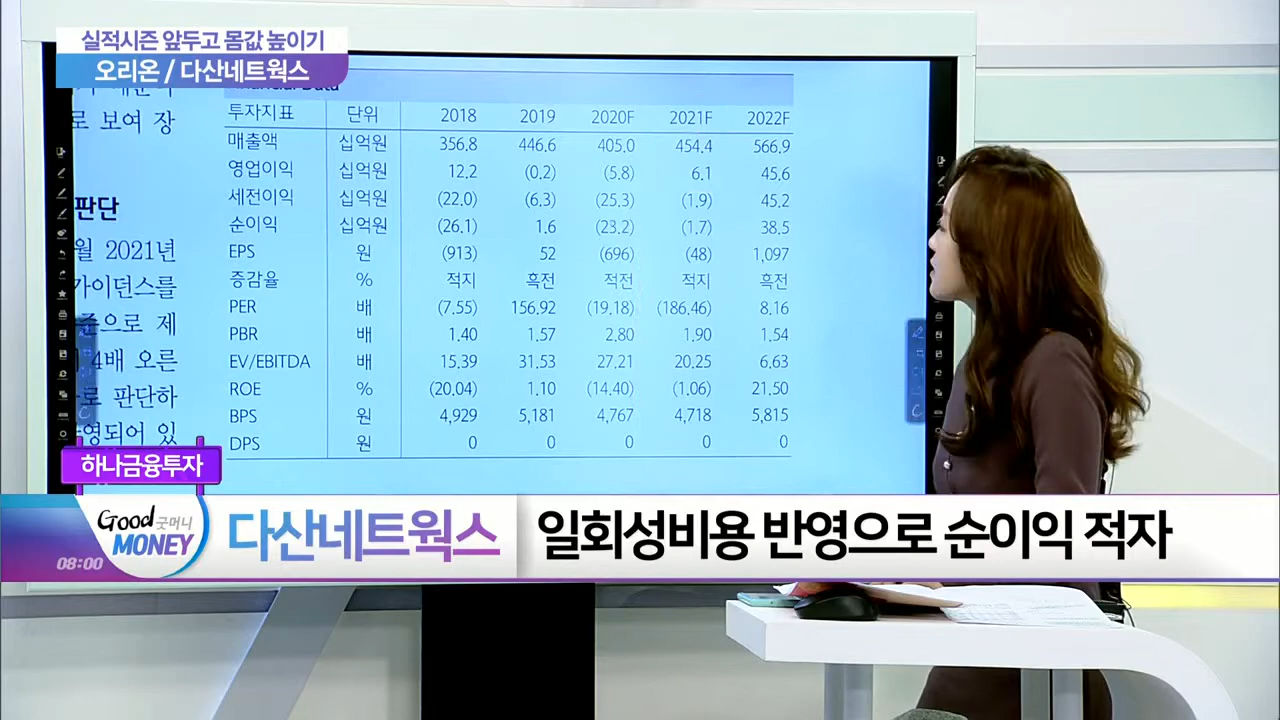 실적시즌 앞두고 몸값 높이기
오리온 / 다산네트웍스
로 보여 장
판단
월 2021년
가이던스를
준으로 제
4배 오른
로 판단하
영되어 있
투자지표 단위 2018 2019 2020F 2021F 2022F
매출액 십억원 356.8 446.6 405.0 454.4 566.9
영업이익 십억원 12.2 (0.2) (5.8) 6.1 45.6
세전이익 십억원 (22.0) (6.3) (25.3) (1.9) 45.2
순이익 십억원 (26.1) 1.6 (23.2) (1.7) 38.5
EPS 원 (913) 52 (696) (48) 1,097
증감율 % 적지 흑전 적전 적지 흑전
PER 배 (7.55) 156.92 (19.18) (186.46) 8.16
PBR 배 1.40 1.57 2.80 1.90 1.54
EV/EBITDA 배 15.39 31.53 27.21 20.25 6.63
ROE % (20.04) 1.10 (14.40) (1.06) 21.50
BPS 원 4,929 5,181 4,767 4,718 5,815
DPS 원 0 0 0 0 0
하나금융투자
Good 굿머니
MONEY
08:00
다산네트웍스
일회성비용 반영으로 순이익 적자